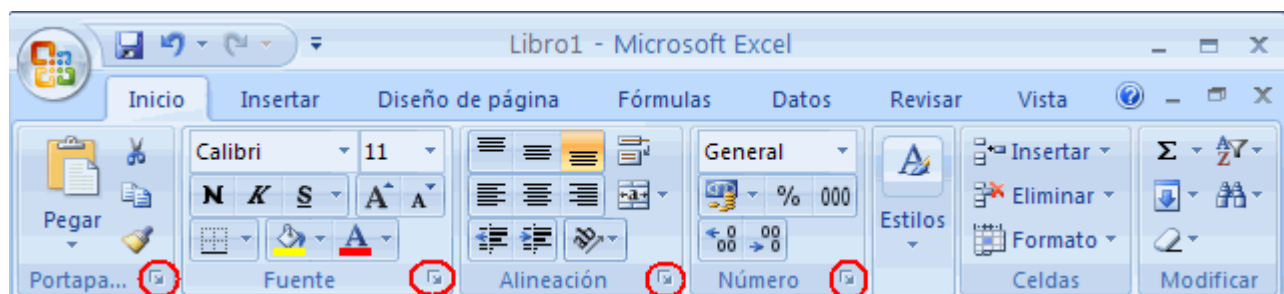 Libro1 - Microsoft Excel
Inicio Insertar Diseño de página Fórmulas Datos Revisar Vista
Calibri 11 General Insertar Σ
N K S A A % 000 Eliminar
Pegar Estilos Formato
Portapa... Fuente Alineación Número Celdas Modificar